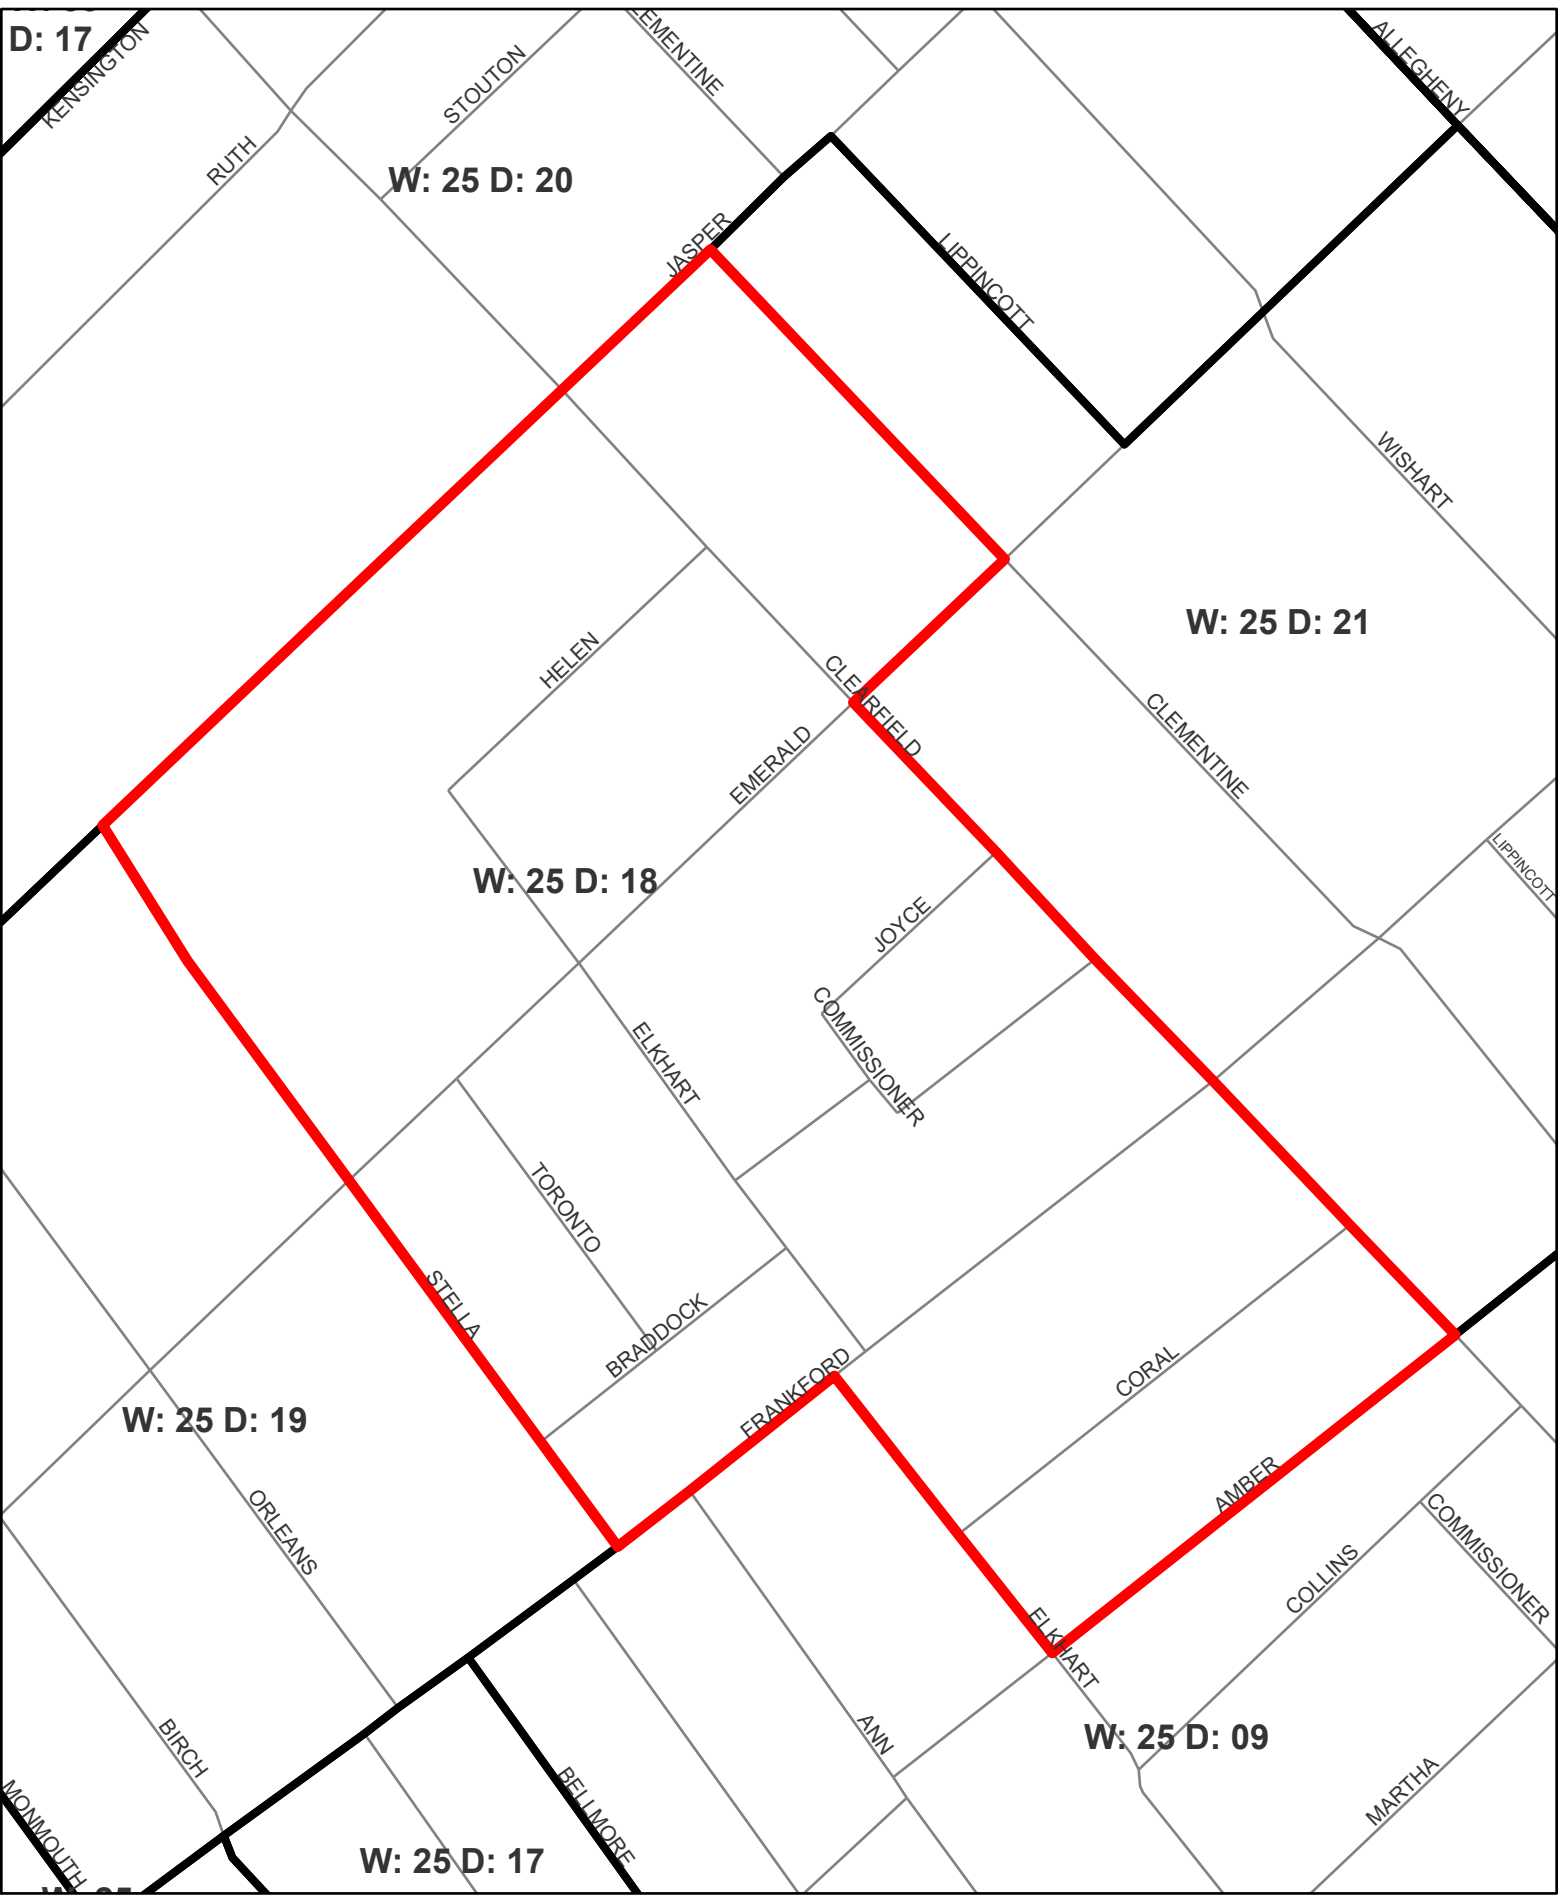 D: 17
KENSINGTON
RUTH
STOUTON
CLEMENTINE
ALLEGHENY
W: 25 D: 20
JASPER
LIPPINCOTT
WISHART
W: 25 D: 21
HELEN
CLEARFIELD
EMERALD
CLEMENTINE
LIPPINCOTT
W: 25 D: 18
JOYCE
COMMISSIONER
ELKHART
TORONTO
STELLA
BRADDOCK
FRANKFORD
CORAL
W: 25 D: 19
AMBER
ORLEANS
COMMISSIONER
COLLINS
ELKHART
BIRCH
ANN
W: 25 D: 09
MONMOUTH
BELLMORE
MARTHA
W: 25 D: 17
W: 25